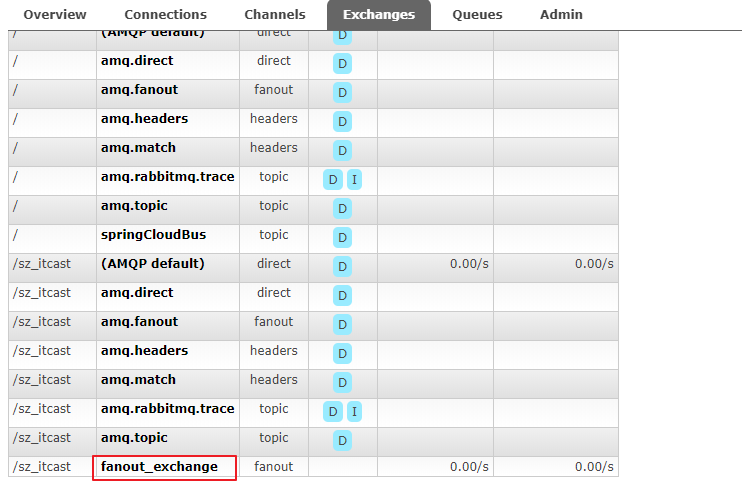 Overview Connections Channels Exchanges Queues Admin
/ (AMQP default) direct D
/ amq.direct direct D
/ amq.fanout fanout D
/ amq.headers headers D
/ amq.match headers D
/ amq.rabbitmq.trace topic D I
/ amq.topic topic D
/ springCloudBus topic D
/sz_itcast (AMQP default) direct D 0.00/s 0.00/s
/sz_itcast amq.direct direct D
/sz_itcast amq.fanout fanout D
/sz_itcast amq.headers headers D
/sz_itcast amq.match headers D
/sz_itcast amq.rabbitmq.trace topic D I
/sz_itcast amq.topic topic D
/sz_itcast fanout_exchange fanout 0.00/s 0.00/s